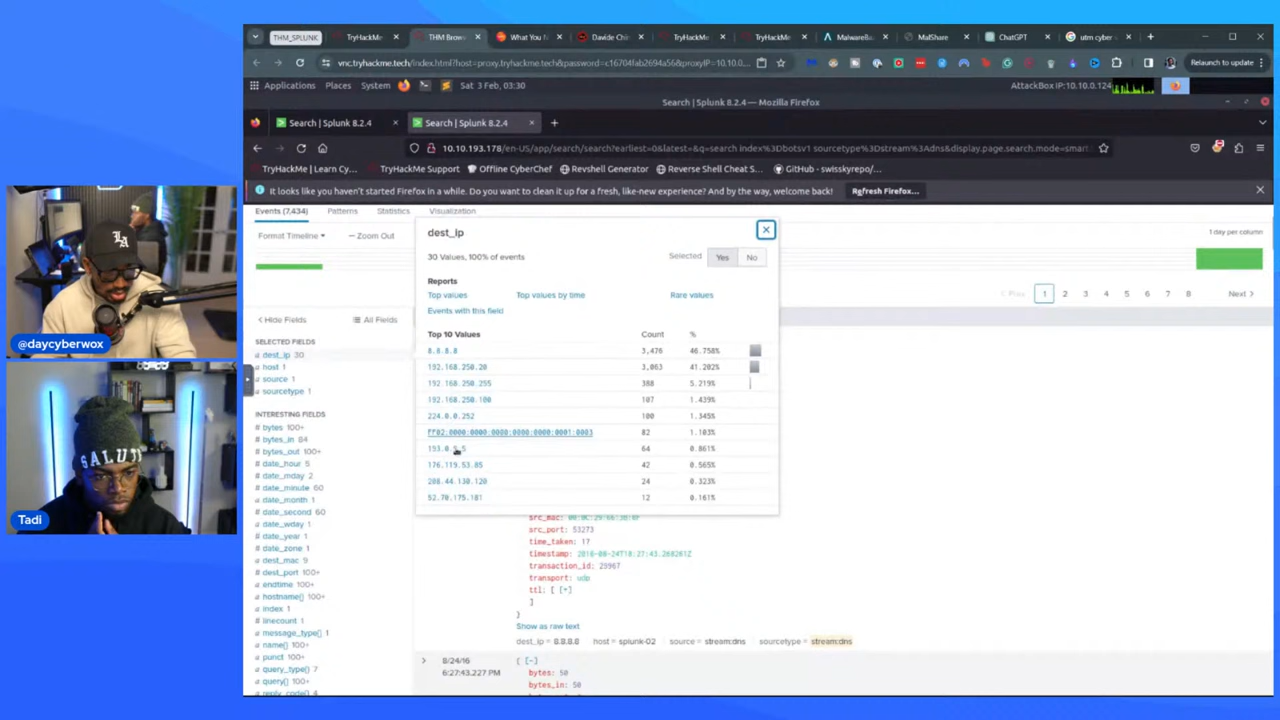 THM_SPLUNK
TryHackMe
THM Brows
What You N
Davide Chir
TryHackMe
TryHackMe
MalwareBa
MalShare
ChatGPT
utm cyber
vnc.tryhackme.tech/index.html?host=proxy.tryhackme.tech&password=c16704fab2694a56&proxyIP=10.10.0.
Relaunch to update
Applications Places System
Sat 3 Feb, 03:30
AttackBox IP:10.10.0.124
Search | Splunk 8.2.4 — Mozilla Firefox
Search | Splunk 8.2.4
Search | Splunk 8.2.4
10.10.193.178/en-US/app/search/search?earliest=0&latest=&q=search index%3Dbotsv1 sourcetype%3Dstream%3Adns&display.page.search.mode=smart
TryHackMe | Learn Cy...
TryHackMe Support
Offline CyberChef
Revshell Generator
Reverse Shell Cheat S...
GitHub - swisskyrepo/...
It looks like you haven't started Firefox in a while. Do you want to clean it up for a fresh, like-new experience? And by the way, welcome back!
Refresh Firefox...
Events (7,434)
Patterns
Statistics
Visualization
Format Timeline
— Zoom Out
1 day per column
dest_ip
30 Values, 100% of events
Selected
Yes
No
Reports
Top values
Top values by time
Rare values
Events with this field
Top 10 Values Count %
8.8.8.8 3,476 46.758%
192.168.250.20 3,063 41.202%
192.168.250.255 388 5.219%
192.168.250.100 107 1.439%
224.0.0.252 100 1.345%
FF02:0000:0000:0000:0000:0000:0001:0003 82 1.103%
64 0.861%
176.119.53.85 42 0.565%
208.44.130.120 24 0.323%
52.70.175.181 12 0.161%
< Prev 1 2 3 4 5 6 7 8 Next >
< Hide Fields
All Fields
SELECTED FIELDS
a dest_ip 30
a host 1
a source 1
a sourcetype 1
INTERESTING FIELDS
# bytes 100+
# bytes_in 84
# bytes_out 100+
# date_hour 5
# date_mday 2
# date_minute 60
a date_month 1
# date_second 60
a date_wday 1
# date_year 1
a date_zone 1
a dest_mac 9
# dest_port 100+
a endtime 100+
a hostname{} 100+
a index 1
# linecount 1
a message_type{} 1
a name{} 100+
a punct 100+
a query_type{} 7
a query{} 100+
a reply_code{} 4
src_port: 53273
time_taken: 17
timestamp: 2016-08-24T18:27:43.268261Z
transaction_id: 23967
transport: udp
ttl: [ [+]
]
}
Show as raw text
dest_ip = 8.8.8.8 host = splunk-02 source = stream:dns sourcetype = stream:dns
8/24/16
6:27:43.227 PM
{ [-]
bytes: 50
bytes_in: 50
@daycyberwox
LA
SALUTE
Tadi